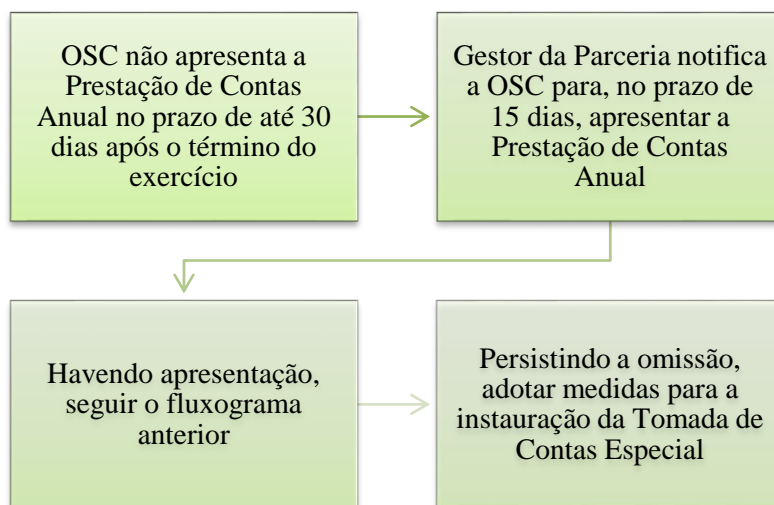 OSC não apresenta a
Prestação de Contas
Anual no prazo de até 30
dias após o término do
exercício
Gestor da Parceria notifica
a OSC para, no prazo de
15 dias, apresentar a
Prestação de Contas
Anual
Havendo apresentação,
seguir o fluxograma
anterior
Persistindo a omissão,
adotar medidas para a
instauração da Tomada de
Contas Especial